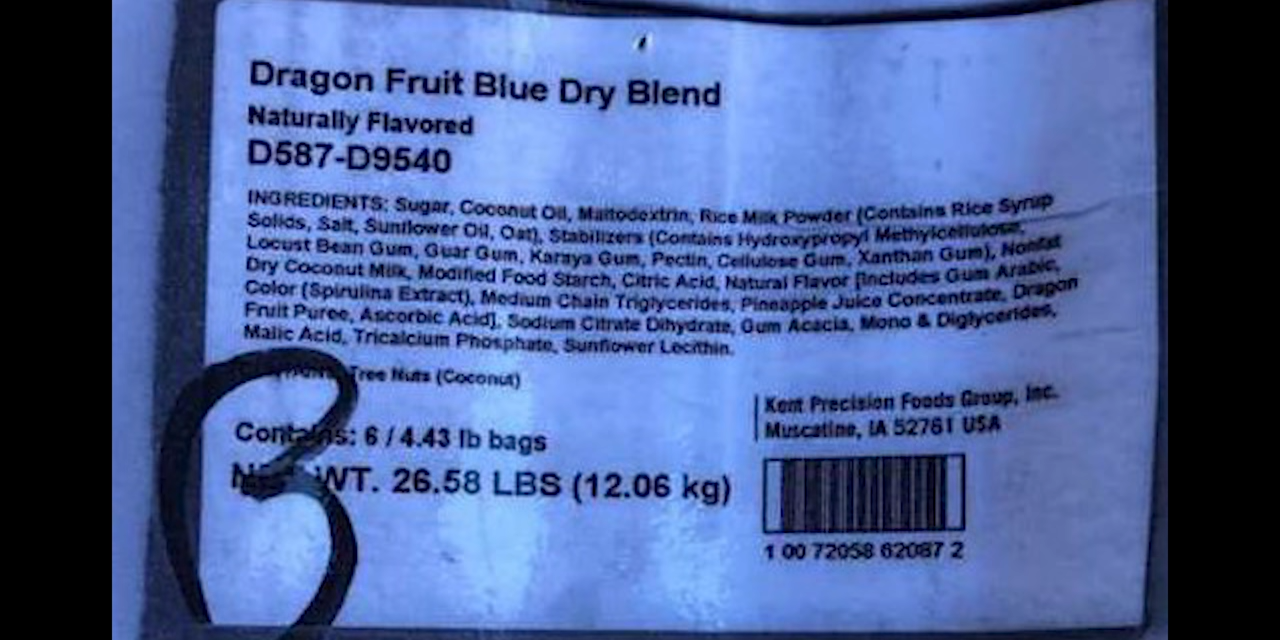 Dragon Fruit Blue Dry Blend
Naturally Flavored
D587-D9540
INGREDIENTS: Sugar, Coconut Oil, Maltodextrin, Rice Milk Powder (Contains Rice Syrup
Solids, Salt, Sunflower Oil, Oat), Stabilizers (Contains Hydroxypropyl Methylcellulose,
Locust Bean Gum, Guar Gum, Karaya Gum, Pectin, Cellulose Gum, Xanthan Gum), Nonfat
Dry Coconut Milk, Modified Food Starch, Citric Acid, Natural Flavor [Includes Gum Arabic,
Color (Spirulina Extract), Medium Chain Triglycerides, Pineapple Juice Concentrate, Dragon
Fruit Puree, Ascorbic Acid], Sodium Citrate Dihydrate, Gum Acacia, Mono & Diglycerides,
Malic Acid, Tricalcium Phosphate, Sunflower Lecithin.
Tree Nuts (Coconut)
Contains: 6 / 4.43 lb bags
NET WT. 26.58 LBS (12.06 kg)
Kent Precision Foods Group, Inc.
Muscatine, IA 52761 USA
1 00 72058 62087 2
B